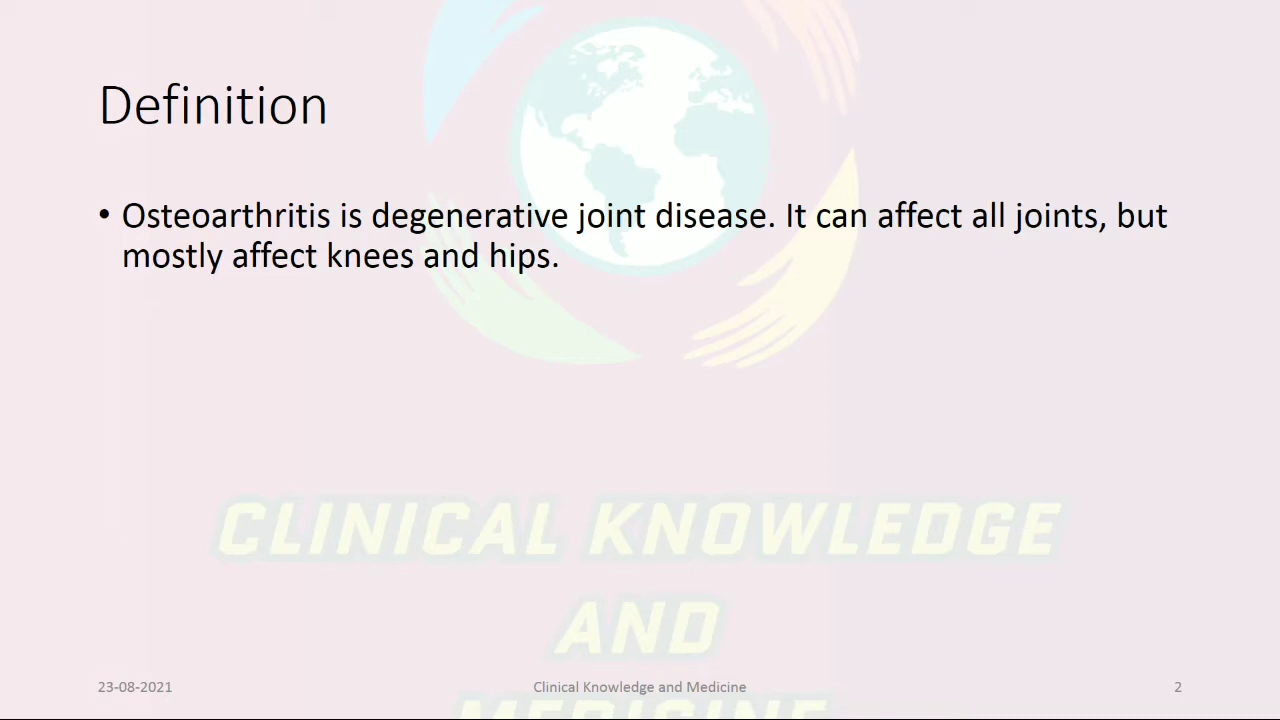 Definition
• Osteoarthritis is degenerative joint disease. It can affect all joints, but
mostly affect knees and hips.
CLINICAL KNOWLEDGE
AND
MEDICINE
23-08-2021
Clinical Knowledge and Medicine
2